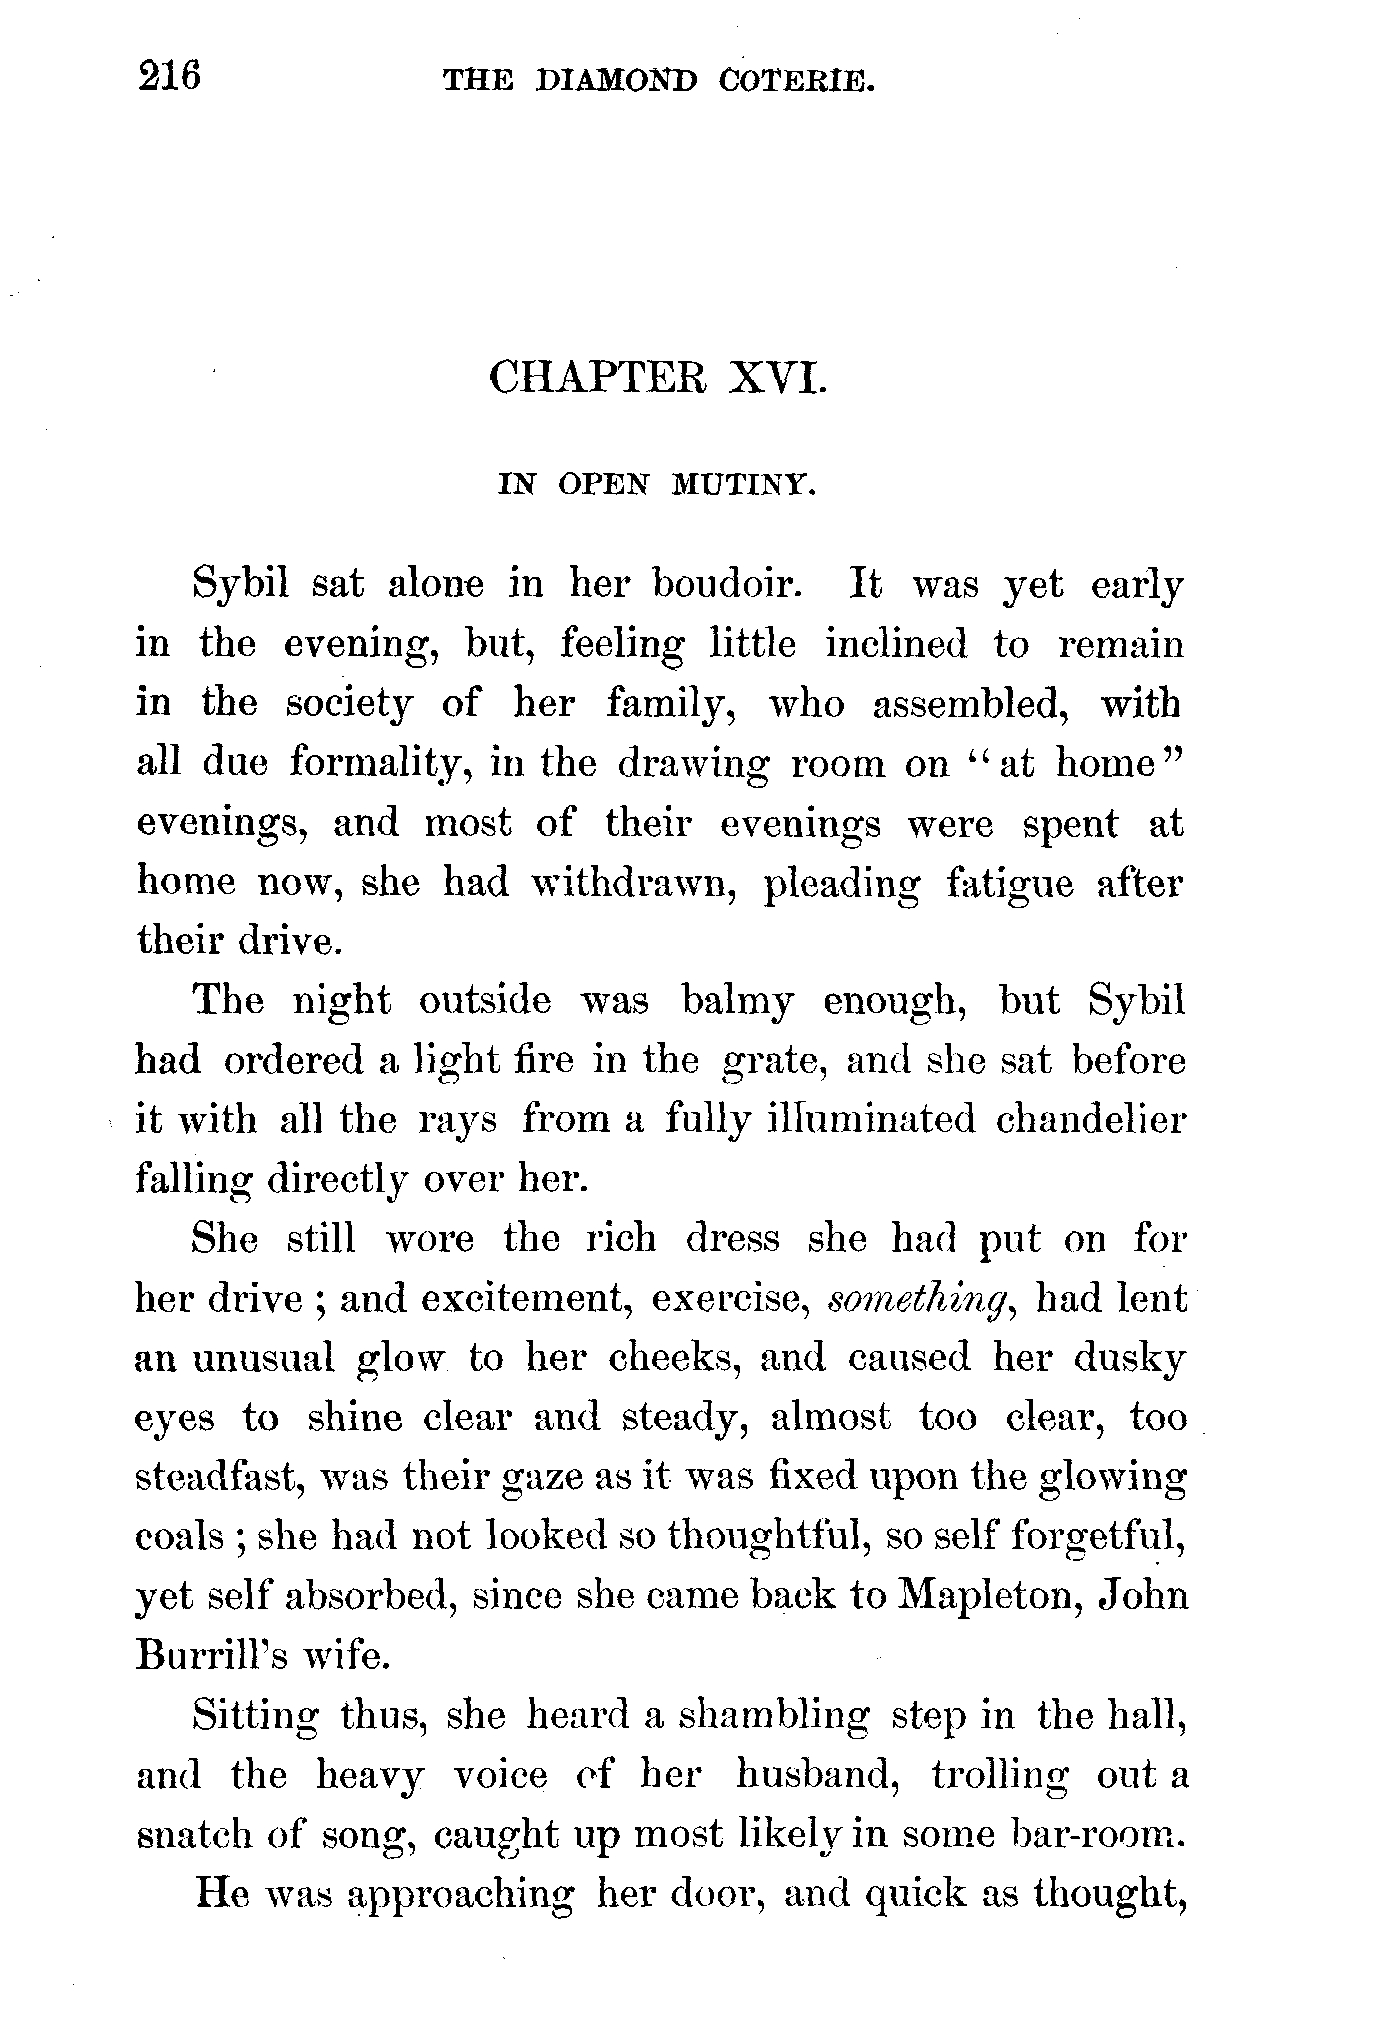 216 THE DIAMOND COTERIE.
CHAPTER XVI.
IN OPEN MUTINY.
Sybil sat alone in her boudoir. It was yet early
in the evening, but, feeling little inclined to remain
in the society of her family, who assembled, with
all due formality, in the drawing room on “at home”
evenings, and most of their evenings were spent at
home now, she had withdrawn, pleading fatigue after
their drive.
The night outside was balmy enough, but Sybil
had ordered a light fire in the grate, and she sat before
it with all the rays from a fully illuminated chandelier
falling directly over her.
She still wore the rich dress she had put on for
her drive ; and excitement, exercise, something, had lent
an unusual glow to her cheeks, and caused her dusky
eyes to shine clear and steady, almost too clear, too
steadfast, was their gaze as it was fixed upon the glowing
coals ; she had not looked so thoughtful, so self forgetful,
yet self absorbed, since she came back to Mapleton, John
Burrill’s wife.
Sitting thus, she heard a shambling step in the hall,
and the heavy voice of her husband, trolling out a
snatch of song, caught up most likely in some bar-room.
He was approaching her door, and quick as thought,